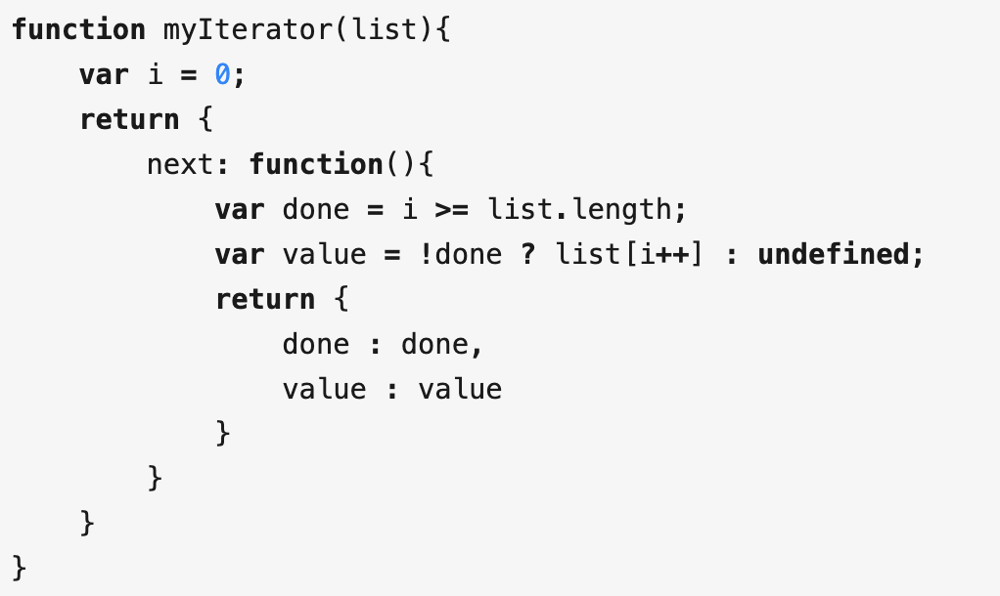 function myIterator(list){
    var i = 0;
    return {
        next: function(){
            var done = i >= list.length;
            var value = !done ? list[i++] : undefined;
            return {
                done : done,
                value : value
            }
        }
    }
}